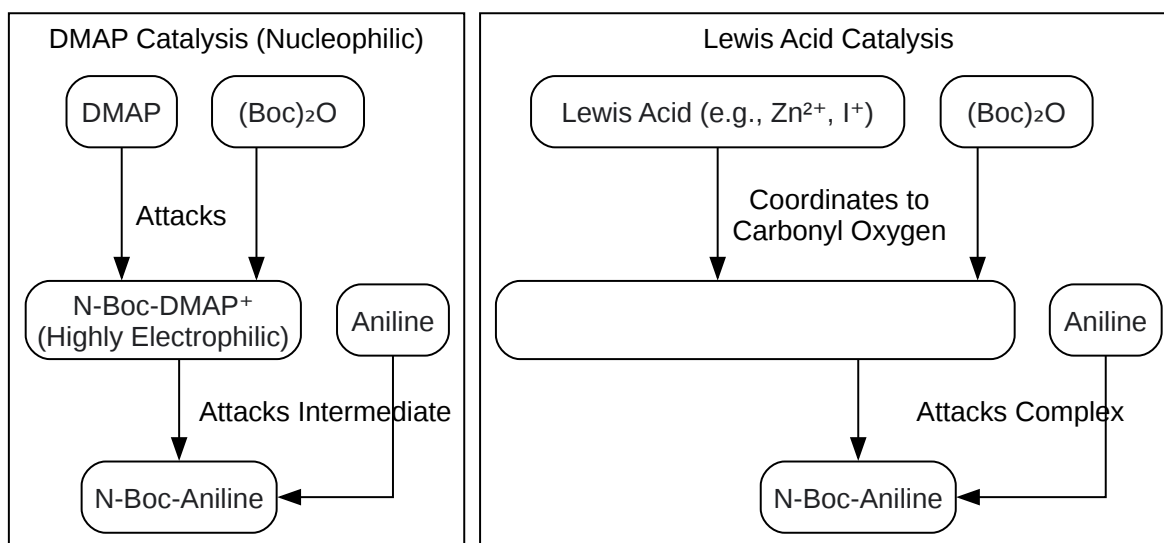 DMAP Catalysis (Nucleophilic)
DMAP
(Boc)₂O
Attacks
N-Boc-DMAP⁺
(Highly Electrophilic)
Aniline
Attacks Intermediate
N-Boc-Aniline
Lewis Acid Catalysis
Lewis Acid (e.g., Zn²⁺, I⁺)
(Boc)₂O
Coordinates to
Carbonyl Oxygen
Aniline
Attacks Complex
N-Boc-Aniline